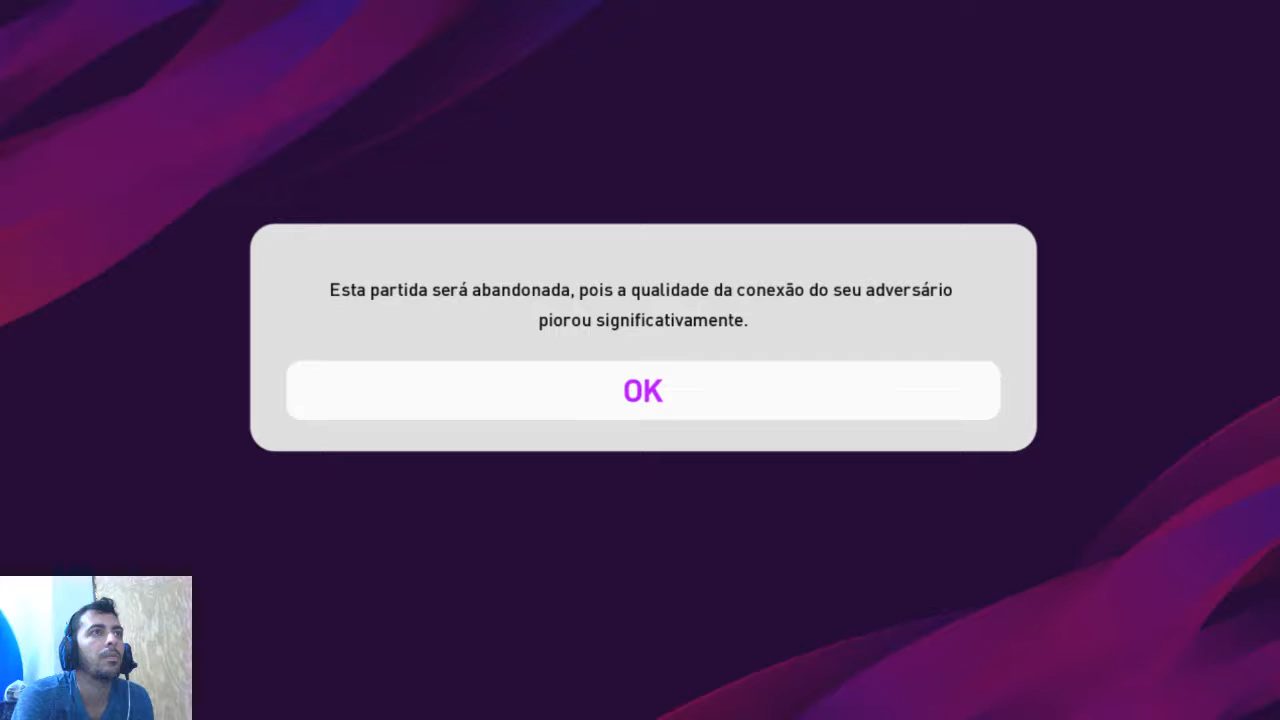 Esta partida será abandonada, pois a qualidade da conexão do seu adversário
piorou significativamente.
OK